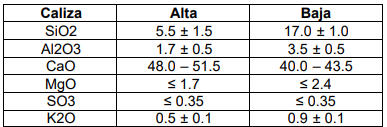 Caliza Alta Baja
SiO2 5.5 ± 1.5 17.0 ± 1.0
Al2O3 1.7 ± 0.5 3.5 ± 0.5
CaO 48.0 – 51.5 40.0 – 43.5
MgO ≤ 1.7 ≤ 2.4
SO3 ≤ 0.35 ≤ 0.35
K2O 0.5 ± 0.1 0.9 ± 0.1